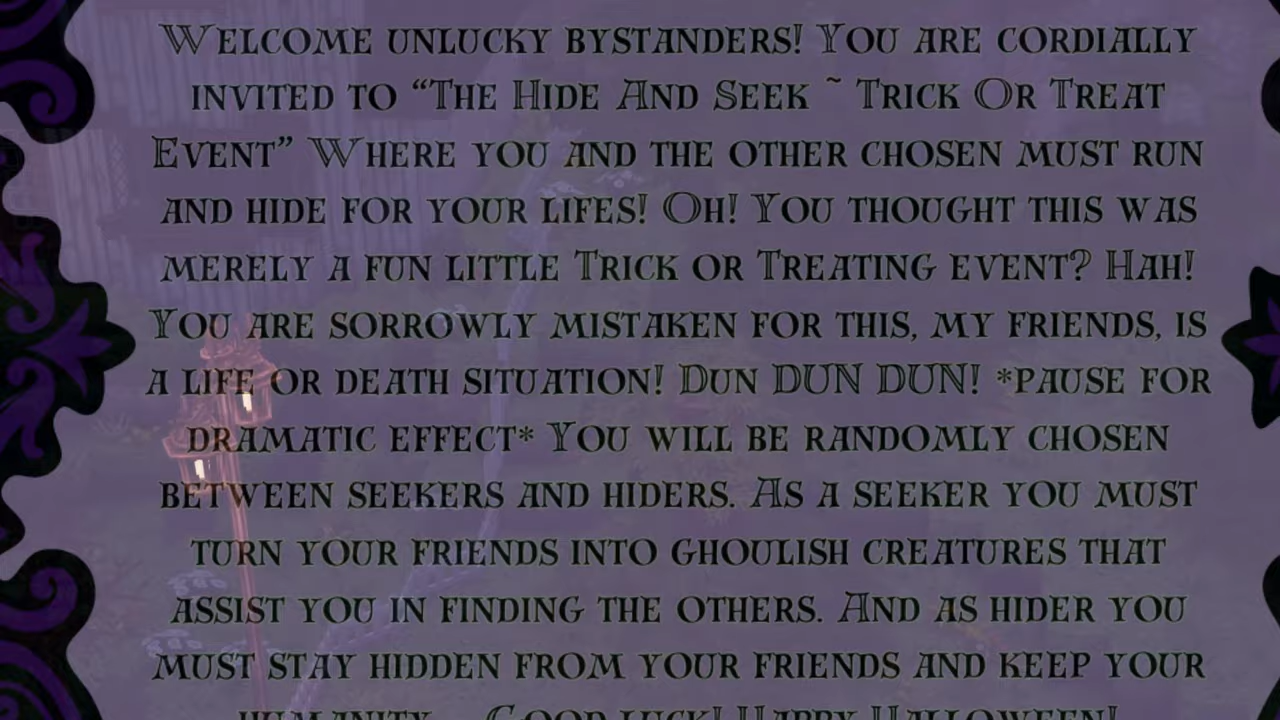 Welcome unlucky bystanders! You are cordially
invited to “The Hide And Seek ~ Trick Or Treat
Event” Where you and the other chosen must run
and hide for your lifes! Oh! You thought this was
merely a fun little Trick or Treating event? Hah!
You are sorrowly mistaken for this, my friends, is
a life or death situation! Dun DUN DUN! *pause for
dramatic effect* You will be randomly chosen
between seekers and hiders. As a seeker you must
turn your friends into ghoulish creatures that
assist you in finding the others. And as hider you
must stay hidden from your friends and keep your
humanity... Good luck! Happy Halloween!